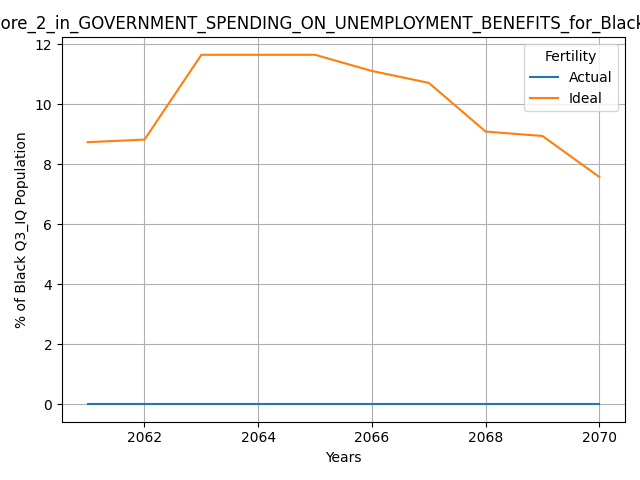 ore_2_in_GOVERNMENT_SPENDING_ON_UNEMPLOYMENT_BENEFITS_for_Black
12
10
8
6
4
2
0
% of Black Q3_IQ Population
Fertility
Actual
Ideal
2062 2064 2066 2068 2070
Years